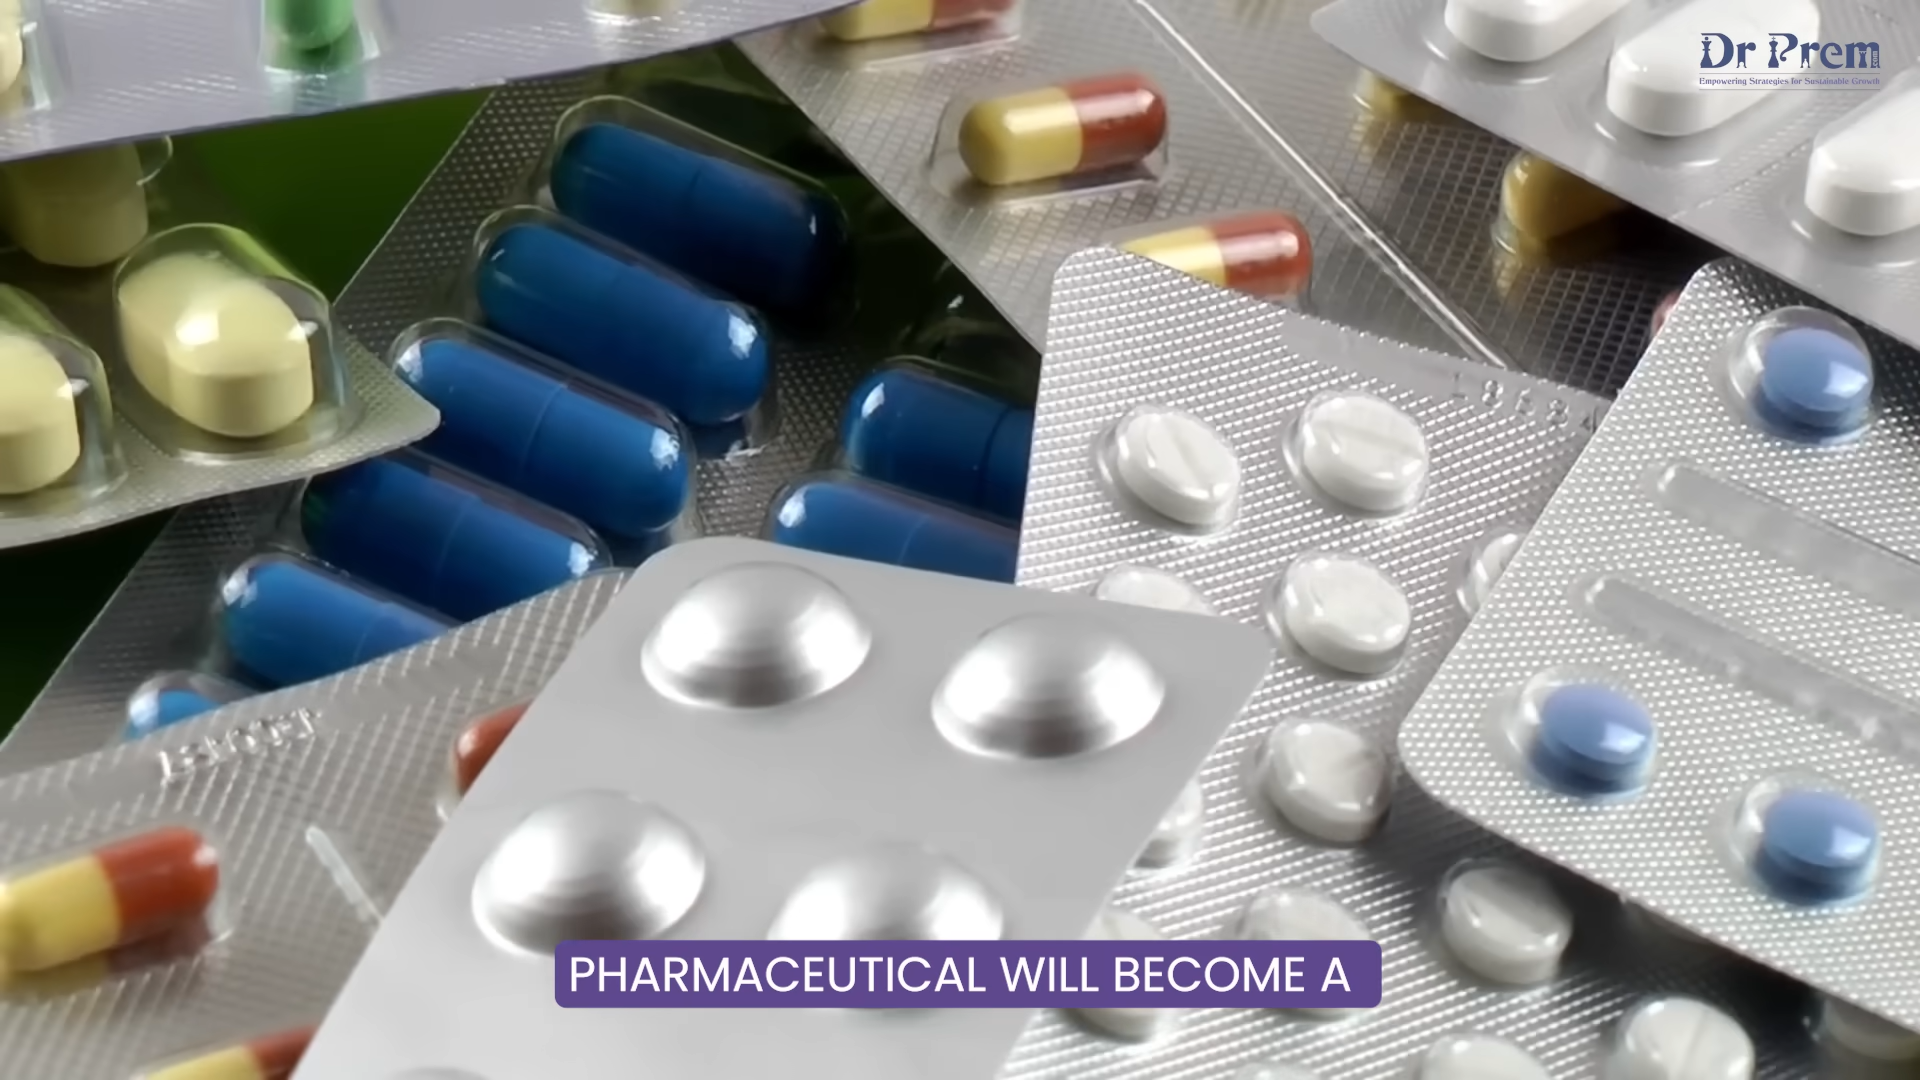 Dr Prem
Empowering Strategies for Sustainable Growth
PHARMACEUTICAL WILL BECOME A